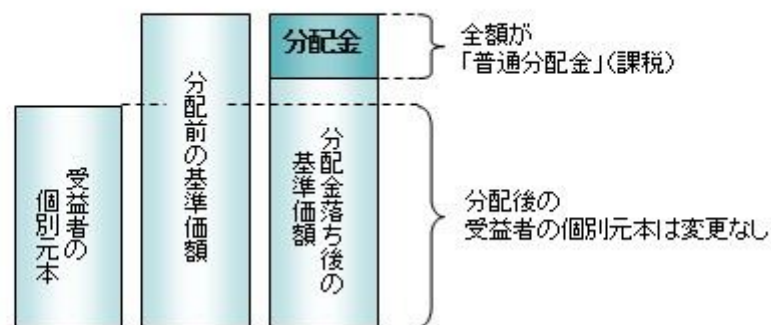 受益者の
個別元本
分配前の基準価額
分配金
分配金落ち後の
基準価額
全額が
「普通分配金」(課税)
分配後の
受益者の個別元本は変更なし